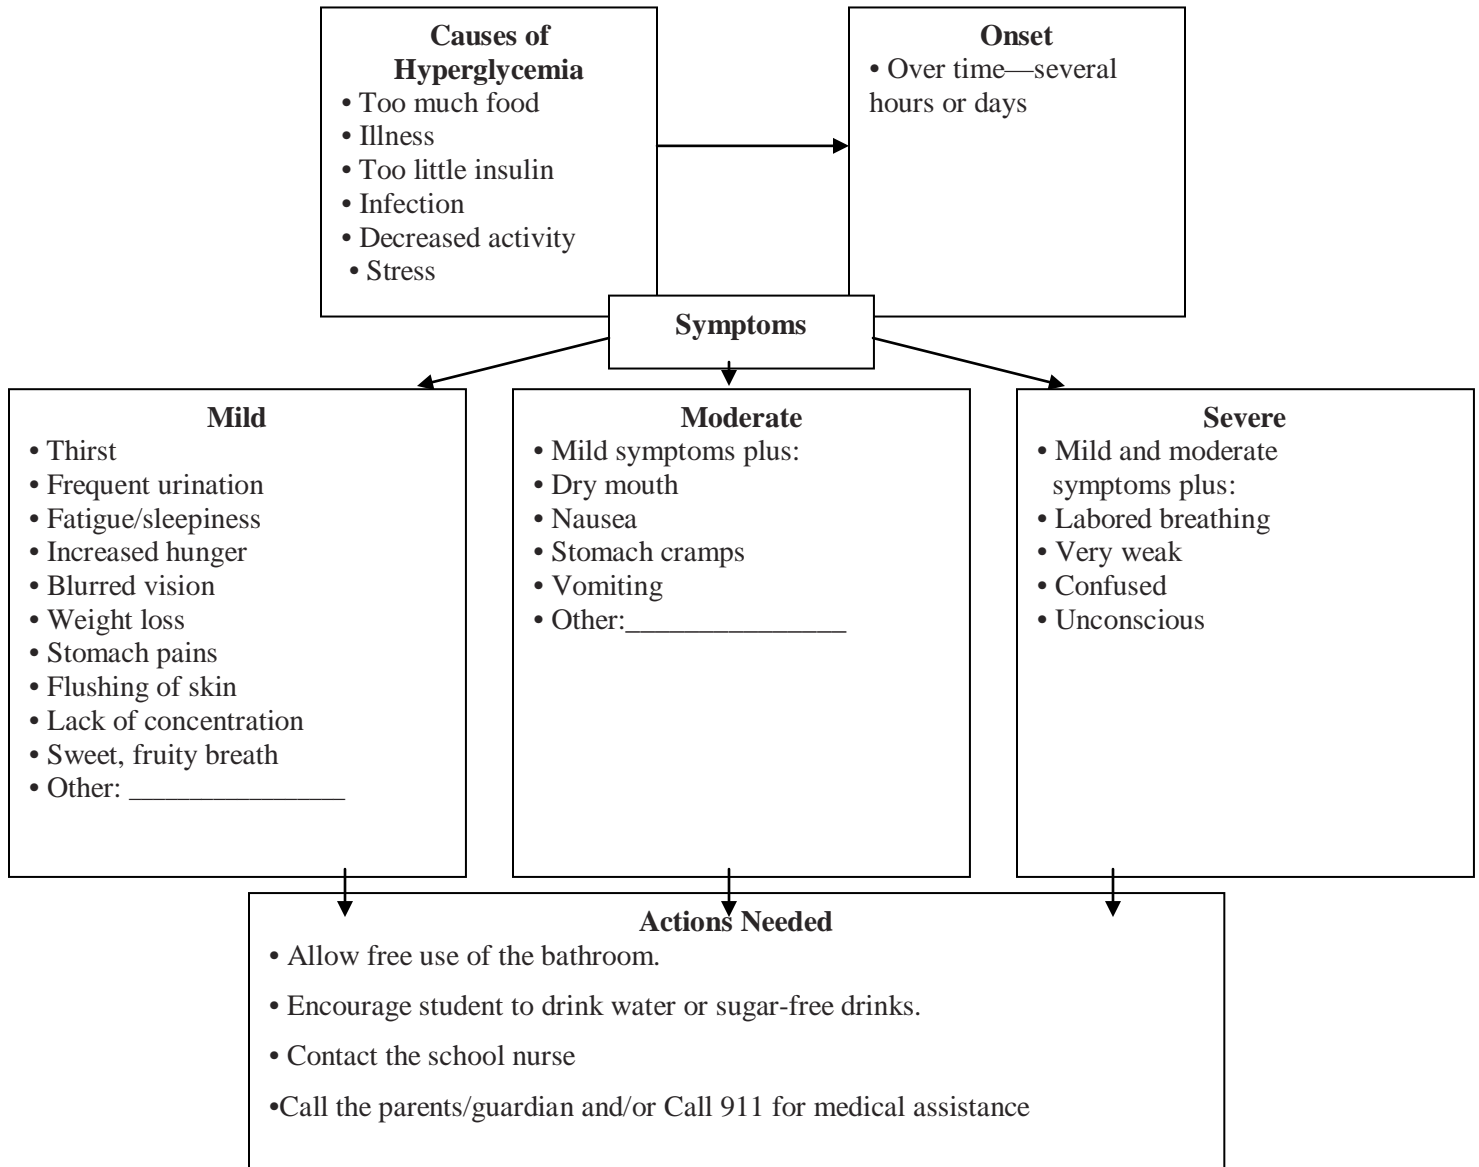 Causes of
Hyperglycemia
• Too much food
• Illness
• Too little insulin
• Infection
• Decreased activity
• Stress
Onset
• Over time—several
hours or days
Symptoms
Mild
• Thirst
• Frequent urination
• Fatigue/sleepiness
• Increased hunger
• Blurred vision
• Weight loss
• Stomach pains
• Flushing of skin
• Lack of concentration
• Sweet, fruity breath
• Other: _______________
Moderate
• Mild symptoms plus:
• Dry mouth
• Nausea
• Stomach cramps
• Vomiting
• Other:_______________
Severe
• Mild and moderate
symptoms plus:
• Labored breathing
• Very weak
• Confused
• Unconscious
Actions Needed
• Allow free use of the bathroom.
• Encourage student to drink water or sugar-free drinks.
• Contact the school nurse
•Call the parents/guardian and/or Call 911 for medical assistance